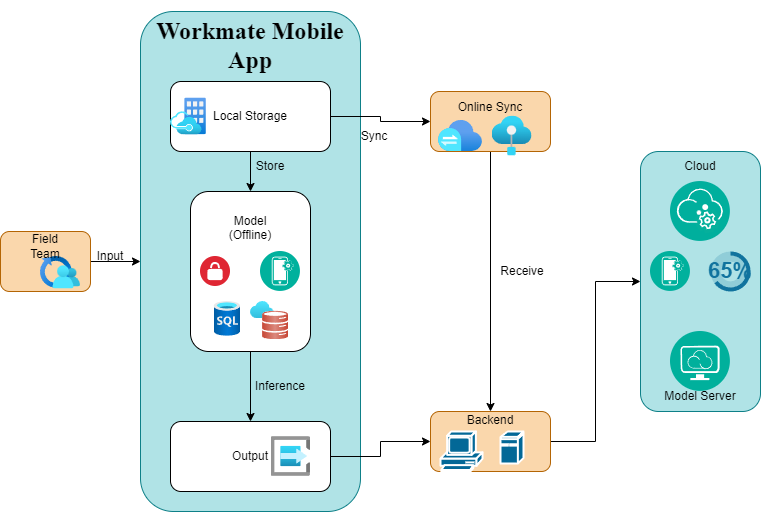 Workmate Mobile
App
Local Storage
Sync
Online Sync
Store
Cloud
Model
(Offline)
Field
Team
Input
SQL
65%
Receive
Inference
Model Server
Output
Backend